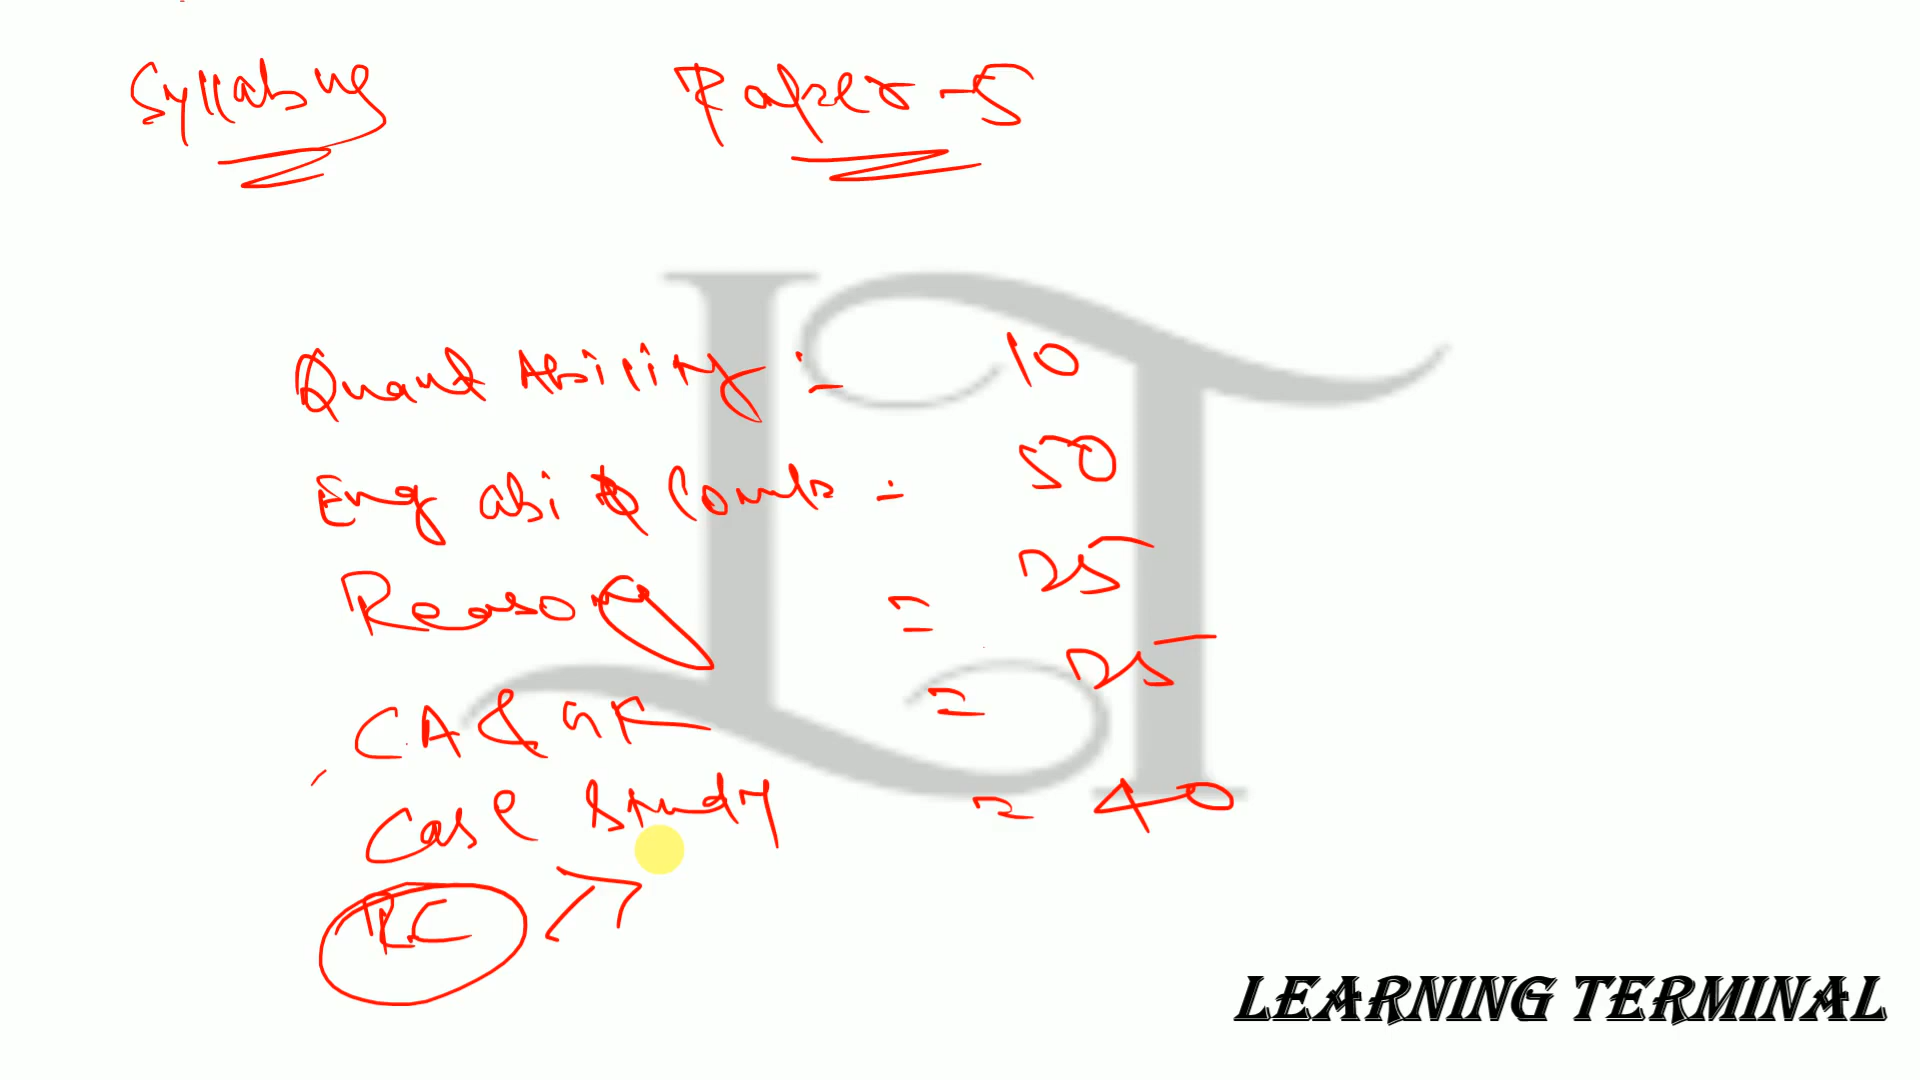 Syllabus Paper-5
Quant Ability :- 10
Eng abi & Comp = 50
Reasoning = 25
CA & GK = 25
Case Study = 40
RC
LEARNING TERMINAL